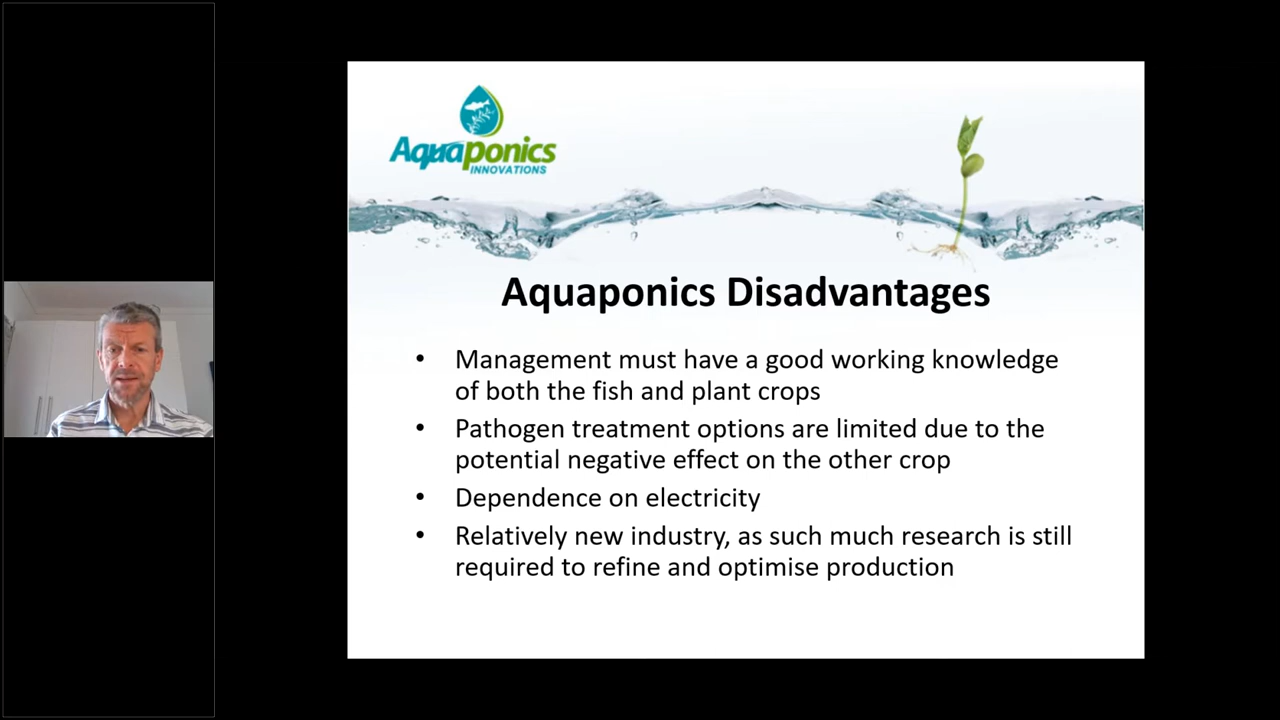 Aquaponics
INNOVATIONS
Aquaponics Disadvantages
• Management must have a good working knowledge
of both the fish and plant crops
• Pathogen treatment options are limited due to the
potential negative effect on the other crop
• Dependence on electricity
• Relatively new industry, as such much research is still
required to refine and optimise production